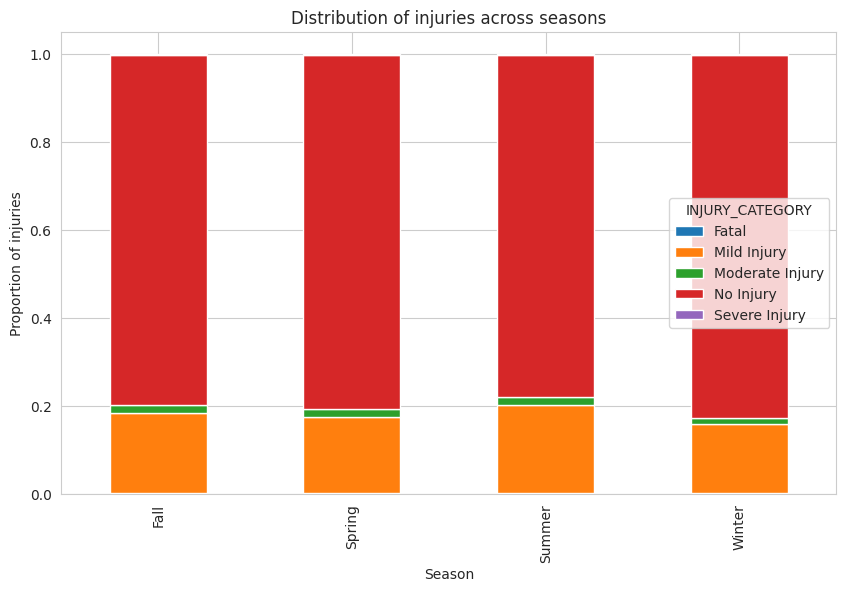 Distribution of injuries across seasons
Proportion of injuries
1.0
0.8
0.6
0.4
0.2
0.0
INJURY_CATEGORY
Fatal
Mild Injury
Moderate Injury
No Injury
Severe Injury
Fall
Spring
Summer
Winter
Season